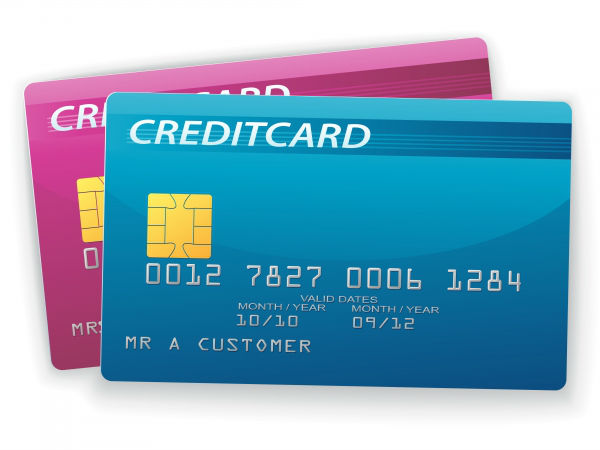 CREDITCARD
0012 7827 0006 1284
VALID DATES
MONTH / YEAR MONTH / YEAR
10/10 09/12
MR A CUSTOMER